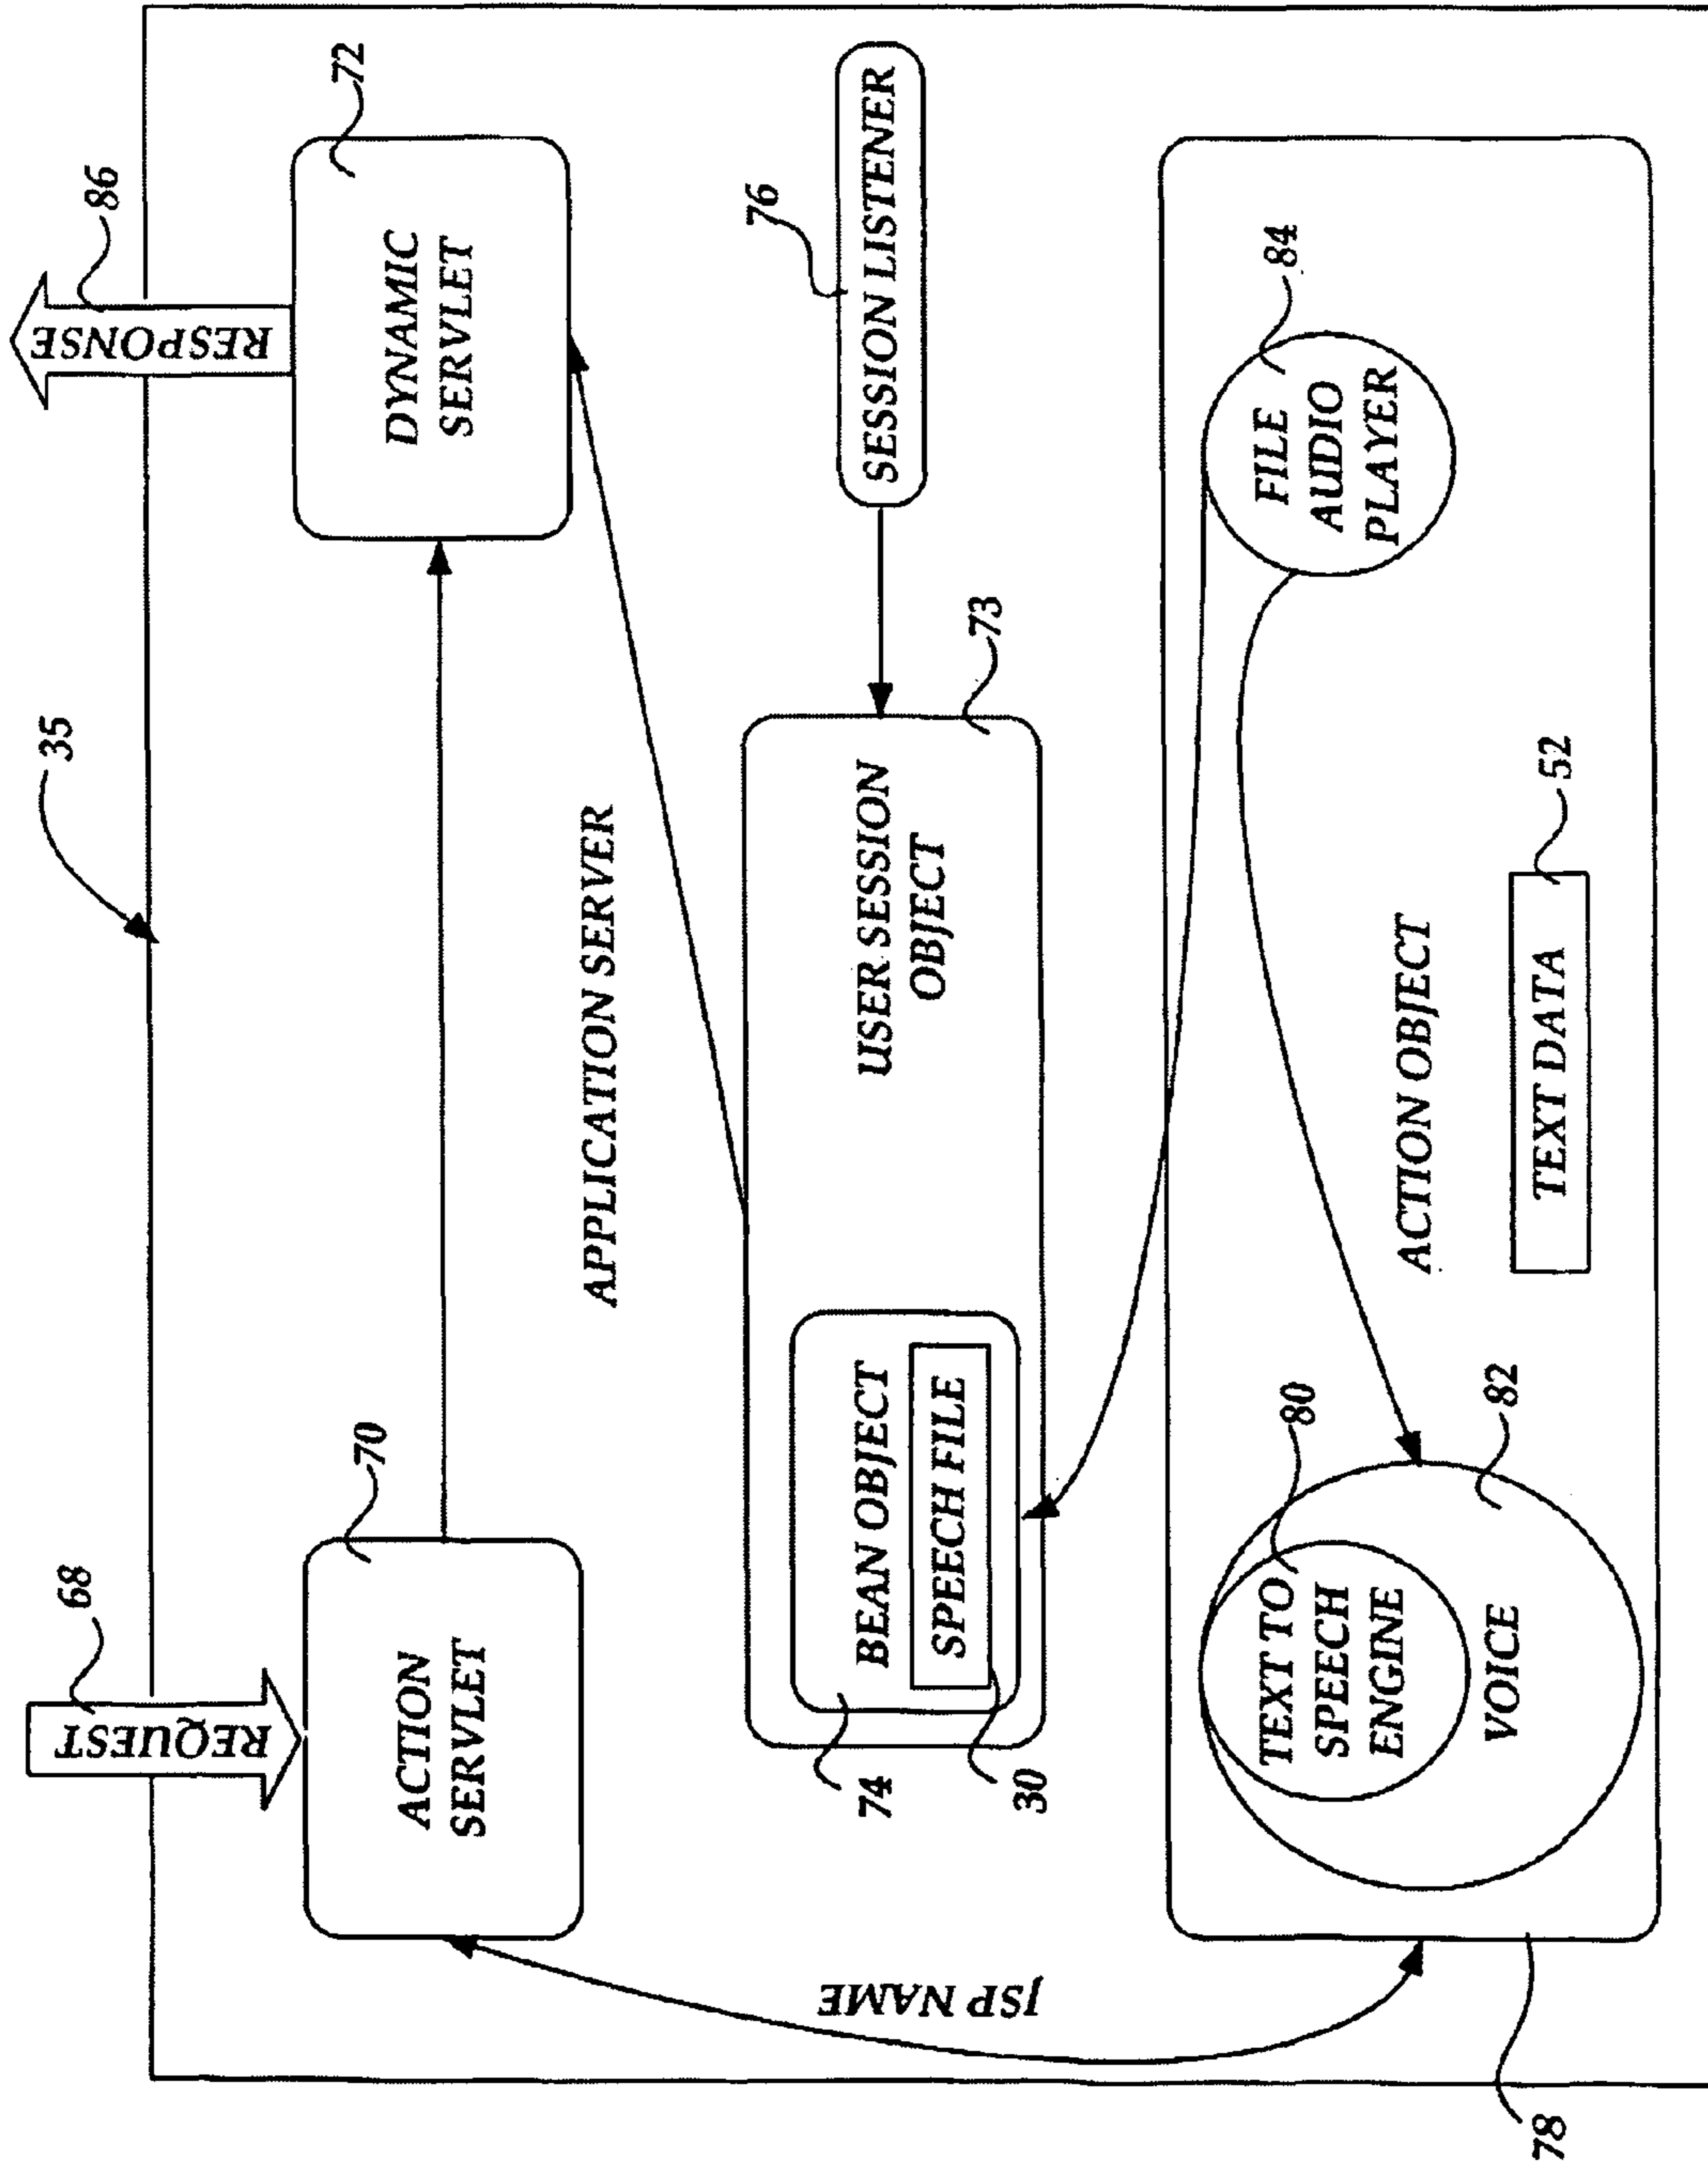 35
REQUEST
68
RESPONSE
86
ACTION
SERVLET
70
DYNAMIC
SERVLET
72
APPLICATION SERVER
JSP NAME
BEAN OBJECT
SPEECH FILE
74
30
USER SESSION
OBJECT
73
SESSION LISTENER
76
TEXT TO
SPEECH
ENGINE
80
VOICE
82
ACTION OBJECT
TEXT DATA
52
FILE
AUDIO
PLAYER
84
78